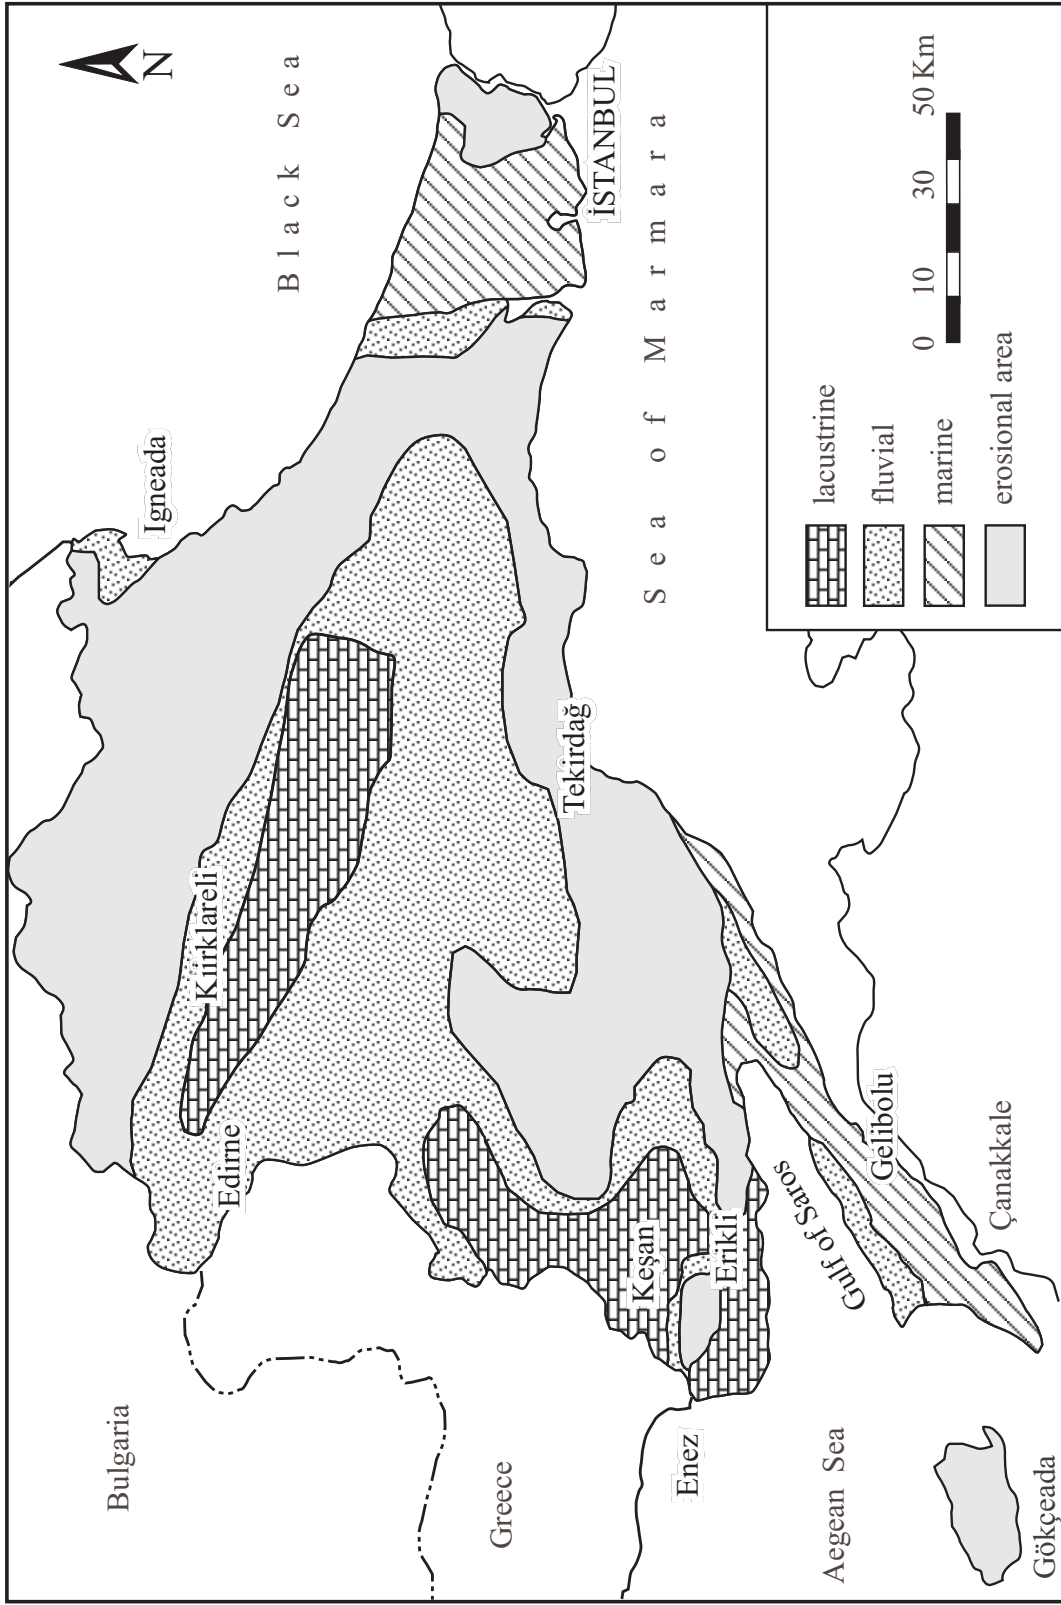 N
Black Sea
Bulgaria
Igneada
Kırklareli
Edirne
İSTANBUL
Sea of Marmara
Greece
Tekirdağ
Keşan
Enez
Erikli
Gulf of Saros
Gelibolu
Aegean Sea
Çanakkale
Gökçeada
lacustrine
fluvial
marine
erosional area
0 10 30 50 Km